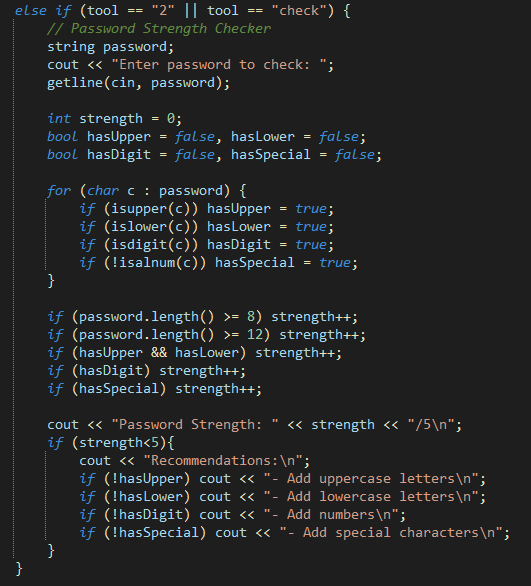 else if (tool == "2" || tool == "check") {
// Password Strength Checker
string password;
cout << "Enter password to check: ";
getline(cin, password);
int strength = 0;
bool hasUpper = false, hasLower = false;
bool hasDigit = false, hasSpecial = false;
for (char c : password) {
if (isupper(c)) hasUpper = true;
if (islower(c)) hasLower = true;
if (isdigit(c)) hasDigit = true;
if (!isalnum(c)) hasSpecial = true;
}
if (password.length() >= 8) strength++;
if (password.length() >= 12) strength++;
if (hasUpper && hasLower) strength++;
if (hasDigit) strength++;
if (hasSpecial) strength++;
cout << "Password Strength: " << strength << "/5\n";
if (strength<5){
cout << "Recommendations:\n";
if (!hasUpper) cout << "- Add uppercase letters\n";
if (!hasLower) cout << "- Add lowercase letters\n";
if (!hasDigit) cout << "- Add numbers\n";
if (!hasSpecial) cout << "- Add special characters\n";
}
}